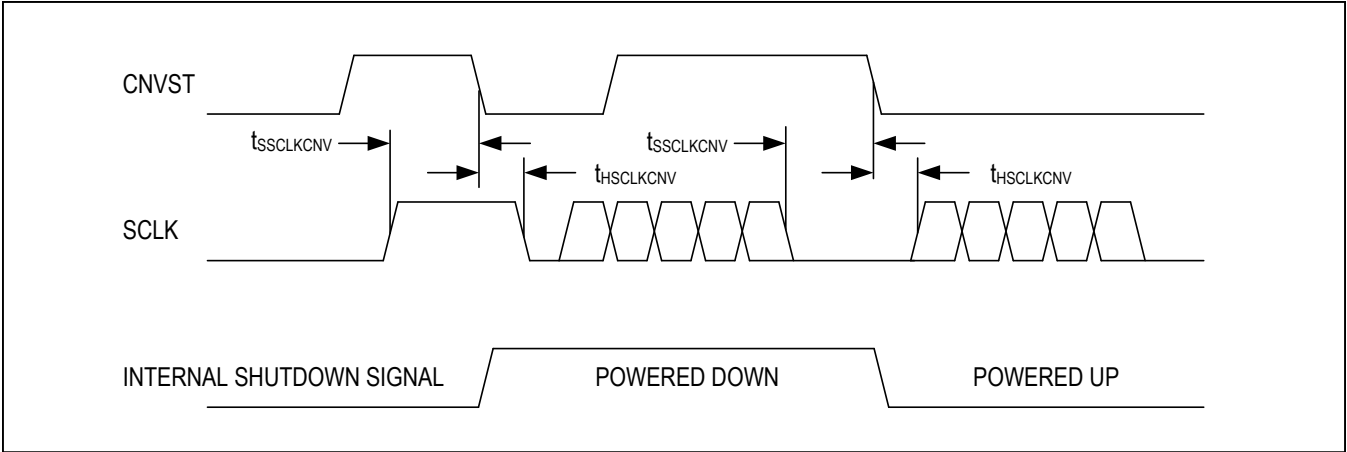 CNVST
tSSCLKCNV
tSSCLKCNV
tHSCLKCNV
tHSCLKCNV
SCLK
INTERNAL SHUTDOWN SIGNAL
POWERED DOWN
POWERED UP